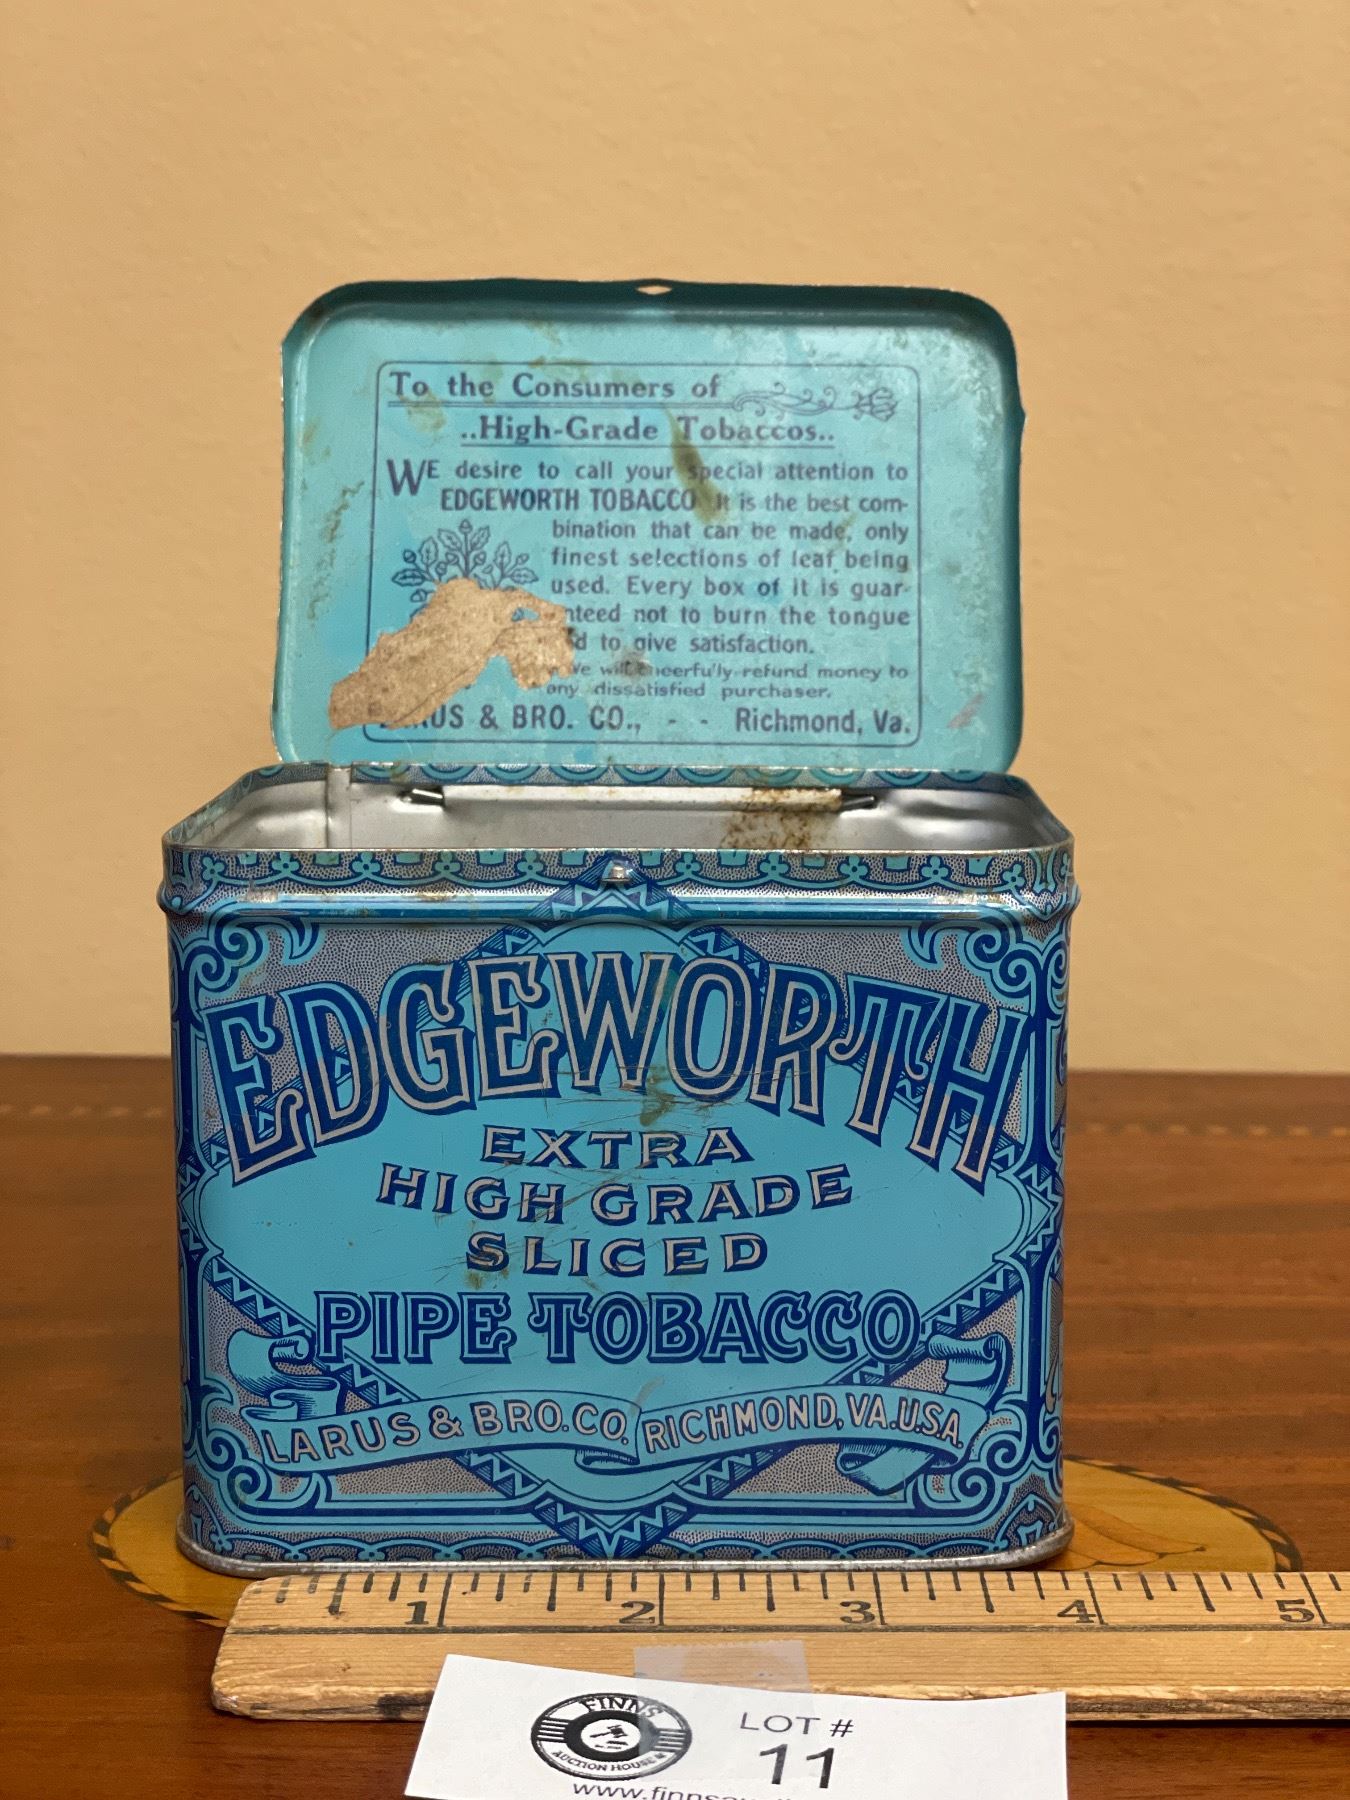 To the Consumers of
..High-Grade Tobaccos..
WE desire to call your special attention to
EDGEWORTH TOBACCO It is the best com-
bination that can be made, only
finest selections of leaf being
used. Every box of it is guar-
nteed not to burn the tongue
d to give satisfaction.
We will cheerfully refund money to
any dissatisfied purchaser.
LARUS & BRO. CO., - - Richmond, Va.
EDGEWORTH
EXTRA
HIGH GRADE
SLICED
PIPE TOBACCO
LARUS & BRO. CO. RICHMOND, VA. U.S.A.
1 2 3 4 5
FINNS
AUCTION HOUSE
LOT #
11